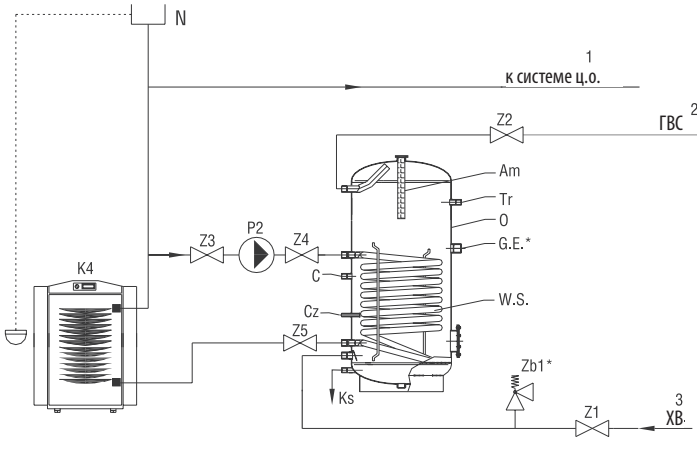 N
1
к системе ц.о.
2
ГВС
Z2
Am
Tr
O
P2
Z3
Z4
G.E.*
K4
C
W.S.
Cz
Z5
Zb1*
Ks
3
Z1
ХВ.